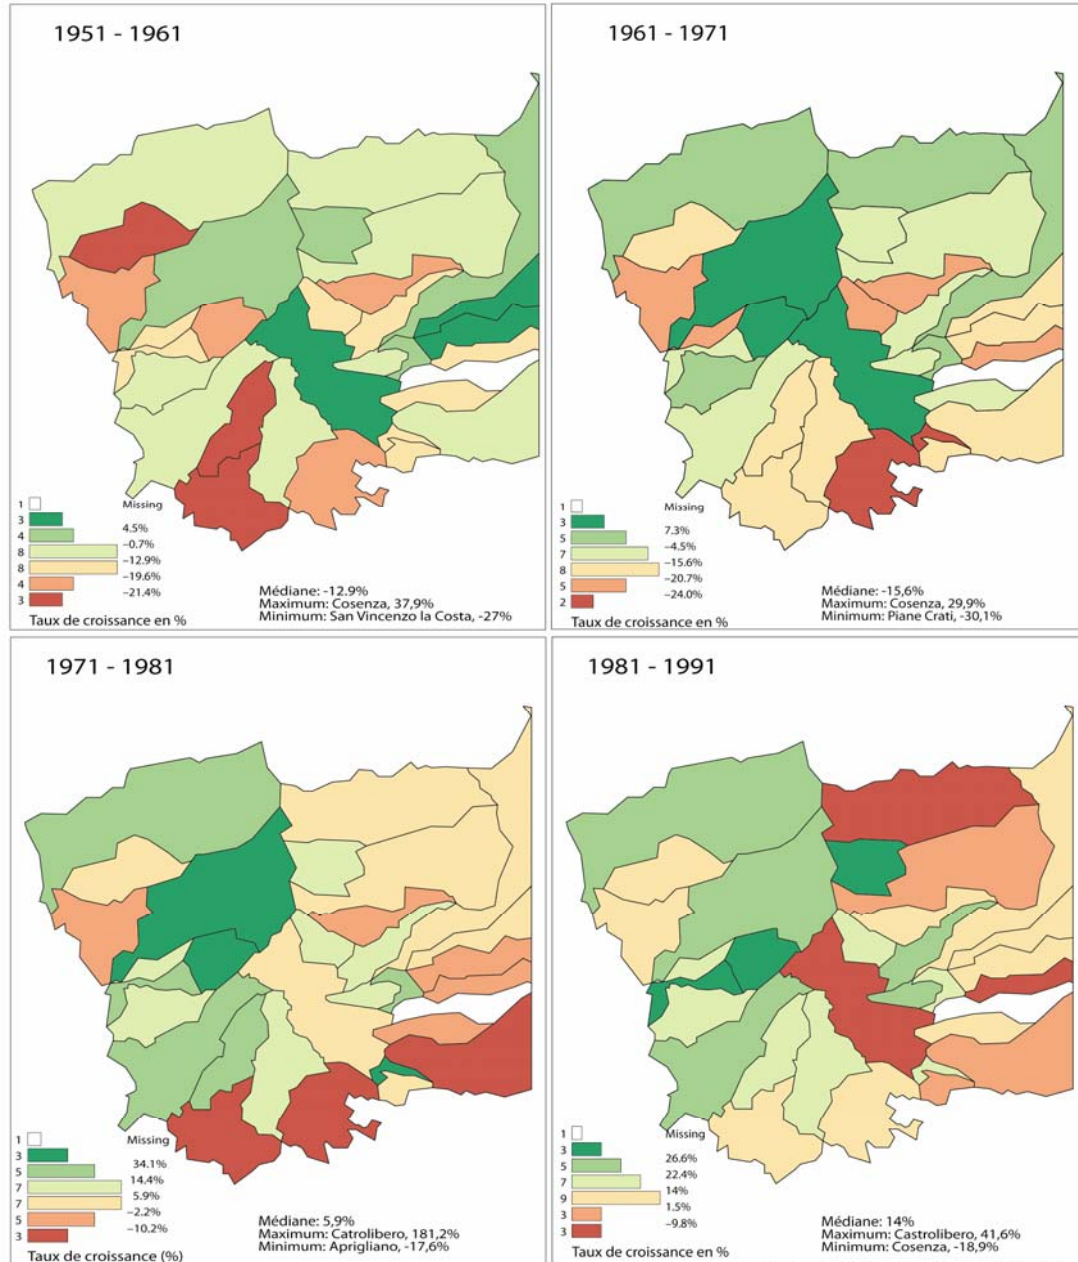 1951 - 1961
1 Missing
3
4.5%
4
-0.7%
8
-12.9%
8
-19.6%
4
-21.4%
3
Taux de croissance en %
Médiane: -12.9%
Maximum: Cosenza, 37,9%
Minimum: San Vincenzo la Costa, -27%
1961 - 1971
1 Missing
3
7.3%
5
-4.5%
7
-15.6%
8
-20.7%
5
-24.0%
2
Taux de croissance en %
Médiane: -15,6%
Maximum: Cosenza, 29,9%
Minimum: Piane Crati, -30,1%
1971 - 1981
1 Missing
3
34.1%
5
14.4%
7
5.9%
7
-2.2%
5
-10.2%
3
Taux de croissance (%)
Médiane: 5,9%
Maximum: Catrolibero, 181,2%
Minimum: Aprigliano, -17,6%
1981 - 1991
1 Missing
3
26.6%
5
22.4%
7
14%
9
1.5%
3
-9.8%
3
Taux de croissance en %
Médiane: 14%
Maximum: Castrolibero, 41,6%
Minimum: Cosenza, -18,9%